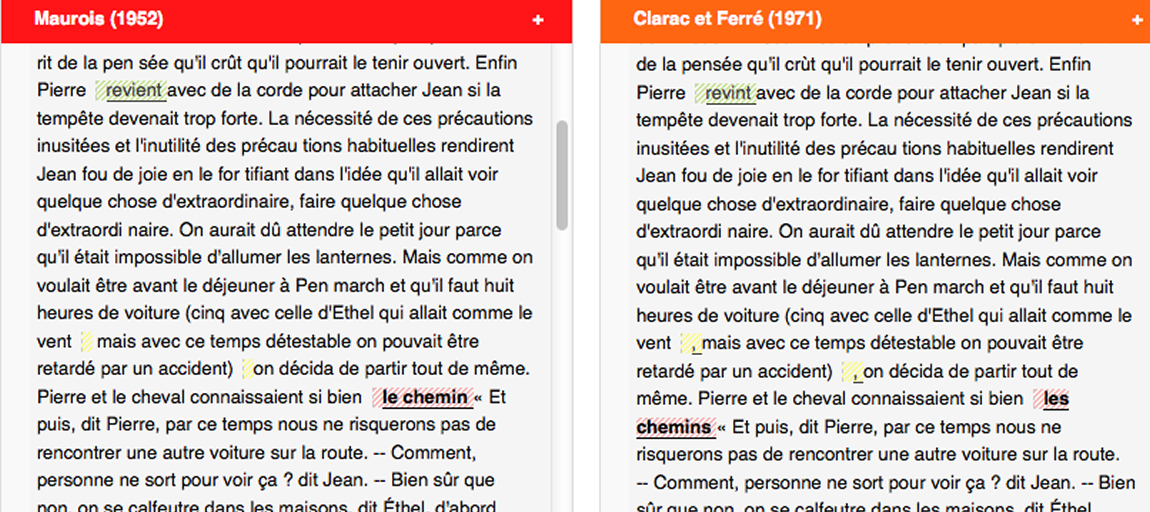 Maurois (1952) +
rit de la pen sée qu'il crût qu'il pourrait le tenir ouvert. Enfin
Pierre revient avec de la corde pour attacher Jean si la
tempête devenait trop forte. La nécessité de ces précautions
inusitées et l'inutilité des précau tions habituelles rendirent
Jean fou de joie en le for tifiant dans l'idée qu'il allait voir
quelque chose d'extraordinaire, faire quelque chose
d'extraordi naire. On aurait dû attendre le petit jour parce
qu'il était impossible d'allumer les lanternes. Mais comme on
voulait être avant le déjeuner à Pen march et qu'il faut huit
heures de voiture (cinq avec celle d'Ethel qui allait comme le
vent mais avec ce temps détestable on pouvait être
retardé par un accident) on décida de partir tout de même.
Pierre et le cheval connaissaient si bien le chemin « Et
puis, dit Pierre, par ce temps nous ne risquerons pas de
rencontrer une autre voiture sur la route. -- Comment,
personne ne sort pour voir ça ? dit Jean. -- Bien sûr que
non, on se calfeutre dans les maisons, dit Éthel, d'abord
Clarac et Ferré (1971) +
de la pensée qu'il crùt qu'il pourrait le tenir ouvert. Enfin
Pierre revint avec de la corde pour attacher Jean si la
tempête devenait trop forte. La nécessité de ces précautions
inusitées et l'inutilité des précau tions habituelles rendirent
Jean fou de joie en le for tifiant dans l'idée qu'il allait voir
quelque chose d'extraordinaire, faire quelque chose
d'extraordi naire. On aurait dû attendre le petit jour parce
qu'il était impossible d'allumer les lanternes. Mais comme on
voulait être avant le déjeuner à Pen march et qu'il faut huit
heures de voiture (cinq avec celle d'Ethel qui allait comme le
vent , mais avec ce temps détestable on pouvait être
retardé par un accident) , on décida de partir tout de
même. Pierre et le cheval connaissaient si bien les
chemins « Et puis, dit Pierre, par ce temps nous ne
risquerons pas de rencontrer une autre voiture sur la route.
-- Comment, personne ne sort pour voir ça ? dit Jean. -- Bien
sûr que non, on se calfeutre dans les maisons, dit Éthel